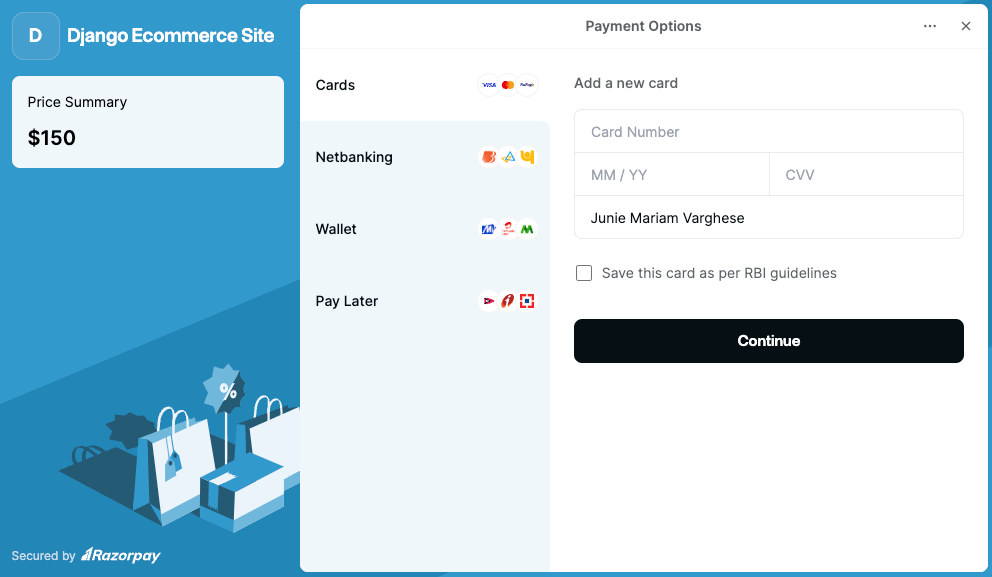 D
Django Ecommerce Site
Price Summary
$150
%
Secured by Razorpay
Payment Options
Cards
VISA
Netbanking
Wallet
Pay Later
Add a new card
Card Number
MM / YY
CVV
Junie Mariam Varghese
Save this card as per RBI guidelines
Continue